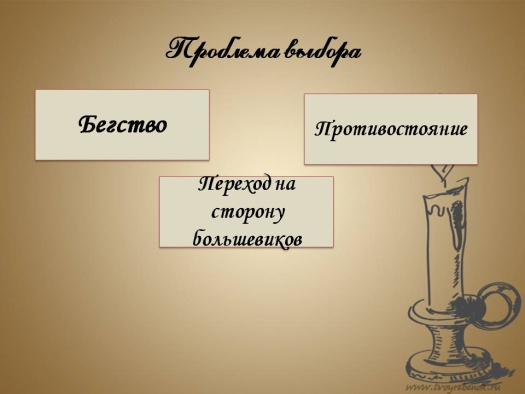 Проблема выбора
Бегство
Противостояние
Переход на
сторону
большевиков
www.tvoyrebenok.ru